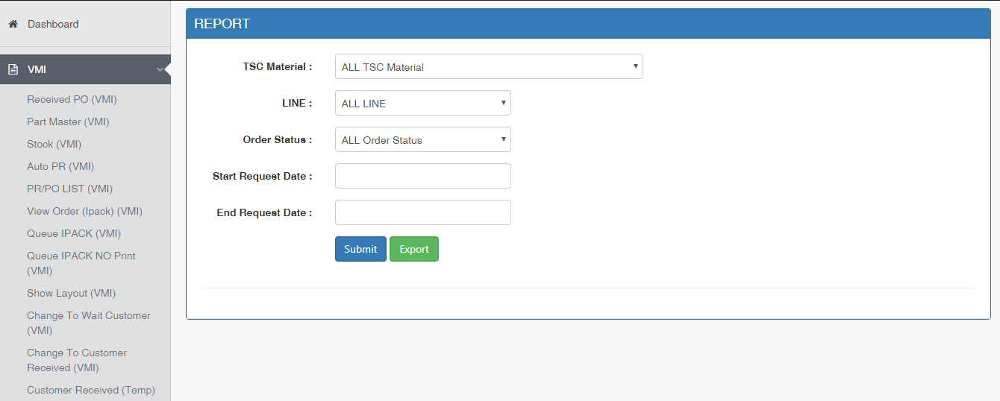 Dashboard
VMI
Received PO (VMI)
Part Master (VMI)
Stock (VMI)
Auto PR (VMI)
PR/PO LIST (VMI)
View Order (Ipack) (VMI)
Queue IPACK (VMI)
Queue IPACK NO Print
(VMI)
Show Layout (VMI)
Change To Wait Customer
(VMI)
Change To Customer
Received (VMI)
Customer Received (Temp)
REPORT
TSC Material : ALL TSC Material
LINE : ALL LINE
Order Status : ALL Order Status
Start Request Date :
End Request Date :
Submit Export